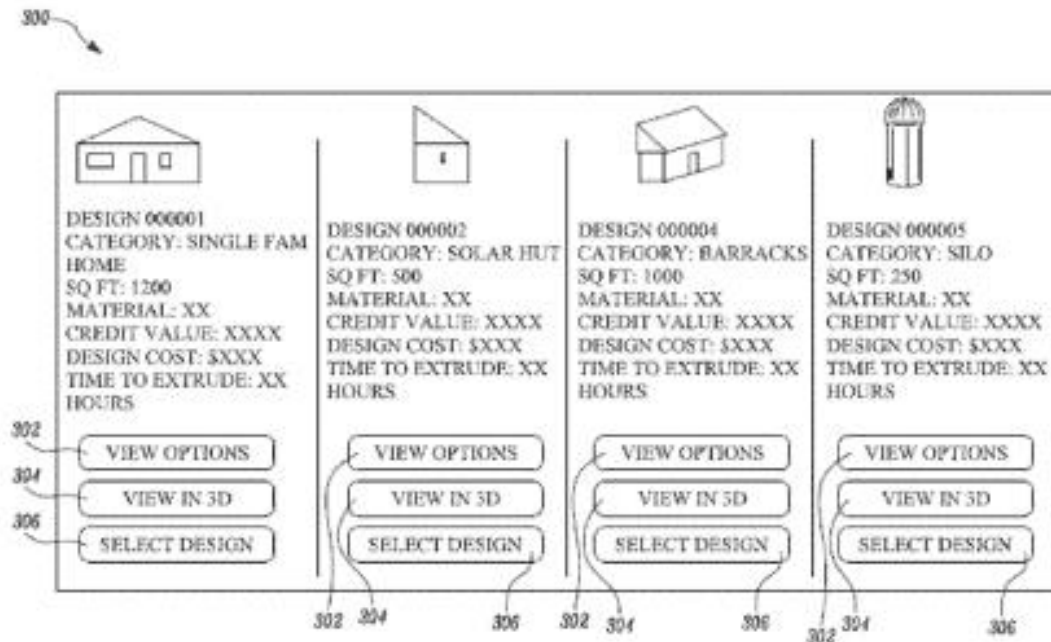 300
DESIGN 000001
CATEGORY: SINGLE FAM
HOME
SQ FT: 1200
MATERIAL: XX
CREDIT VALUE: XXXX
DESIGN COST: $XXX
TIME TO EXTRUDE: XX
HOURS
302
VIEW OPTIONS
304
VIEW IN 3D
306
SELECT DESIGN
DESIGN 000002
CATEGORY: SOLAR HUT
SQ FT: 500
MATERIAL: XX
CREDIT VALUE: XXXX
DESIGN COST: $XXX
TIME TO EXTRUDE: XX
HOURS
VIEW OPTIONS
VIEW IN 3D
SELECT DESIGN
302
304
306
DESIGN 000004
CATEGORY: BARRACKS
SQ FT: 1000
MATERIAL: XX
CREDIT VALUE: XXXX
DESIGN COST: $XXX
TIME TO EXTRUDE: XX
HOURS
VIEW OPTIONS
VIEW IN 3D
SELECT DESIGN
302
304
306
DESIGN 000005
CATEGORY: SILO
SQ FT: 250
MATERIAL: XX
CREDIT VALUE: XXXX
DESIGN COST: $XXX
TIME TO EXTRUDE: XX
HOURS
VIEW OPTIONS
VIEW IN 3D
SELECT DESIGN
302
304
306